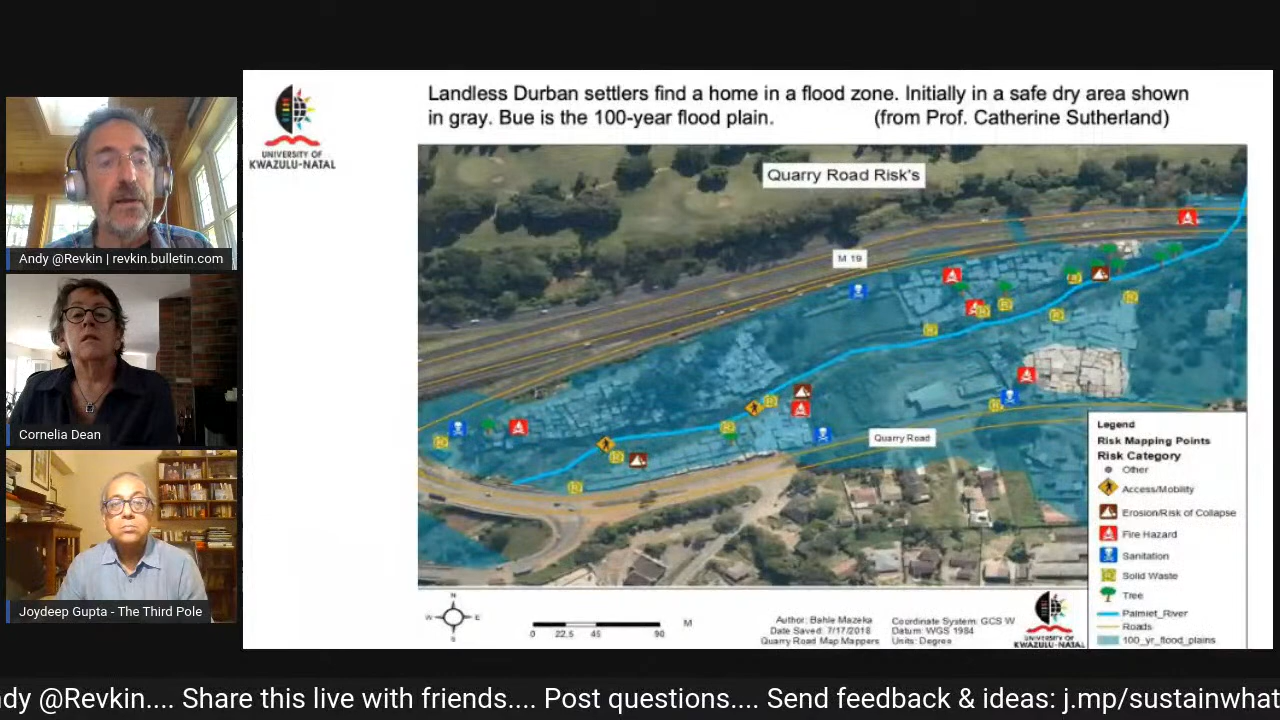 Landless Durban settlers find a home in a flood zone. Initially in a safe dry area shown
in gray. Bue is the 100-year flood plain. (from Prof. Catherine Sutherland)
UNIVERSITY OF
KWAZULU-NATAL
Quarry Road Risk's
M 19
Quarry Road
Legend
Risk Mapping Points
Risk Category
Other
Access/Mobility
Erosion/Risk of Collapse
Fire Hazard
Sanitation
Solid Waste
Tree
Palmiet_River
Roads
100_yr_flood_plains
N
W E
S
0 22.5 45 90 M
Author: Bahle Mazeka
Date Saved: 7/17/2018
Quarry Road Map Mappers
Coordinate System: GCS W
Datum: WGS 1984
Units: Degree
UNIVERSITY OF
KWAZULU-NATAL
Andy @Revkin | revkin.bulletin.com
Cornelia Dean
Joydeep Gupta - The Third Pole
dy @Revkin.... Share this live with friends.... Post questions.... Send feedback & ideas: j.mp/sustainwhat